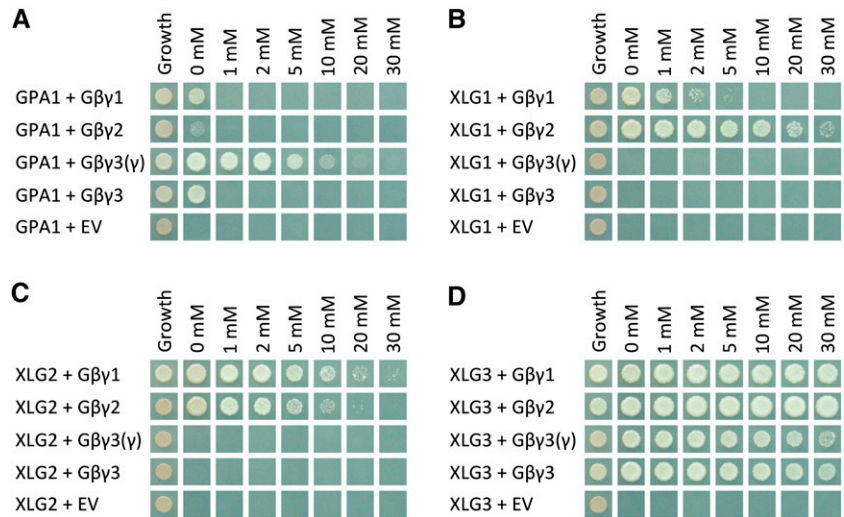 A
Growth 0 mM 1 mM 2 mM 5 mM 10 mM 20 mM 30 mM
GPA1 + Gβγ1
GPA1 + Gβγ2
GPA1 + Gβγ3(γ)
GPA1 + Gβγ3
GPA1 + EV
B
Growth 0 mM 1 mM 2 mM 5 mM 10 mM 20 mM 30 mM
XLG1 + Gβγ1
XLG1 + Gβγ2
XLG1 + Gβγ3(γ)
XLG1 + Gβγ3
XLG1 + EV
C
Growth 0 mM 1 mM 2 mM 5 mM 10 mM 20 mM 30 mM
XLG2 + Gβγ1
XLG2 + Gβγ2
XLG2 + Gβγ3(γ)
XLG2 + Gβγ3
XLG2 + EV
D
Growth 0 mM 1 mM 2 mM 5 mM 10 mM 20 mM 30 mM
XLG3 + Gβγ1
XLG3 + Gβγ2
XLG3 + Gβγ3(γ)
XLG3 + Gβγ3
XLG3 + EV